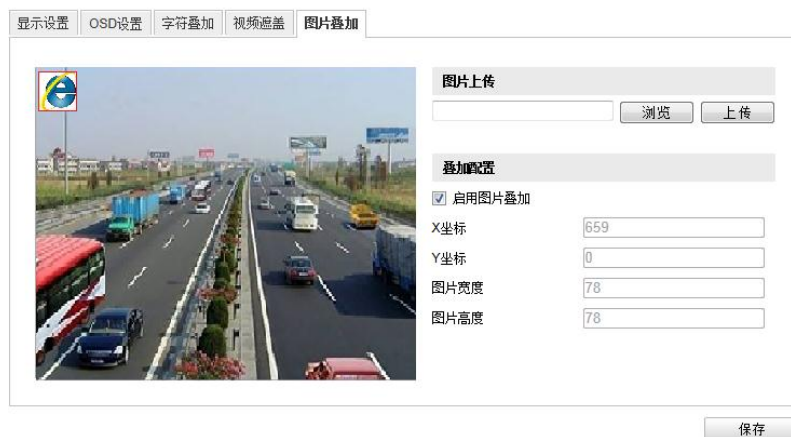 显示设置 OSD设置 字符叠加 视频遮盖 图片叠加
图片上传
浏览 上传
叠加配置
启用图片叠加
X坐标 659
Y坐标 0
图片宽度 78
图片高度 78
保存